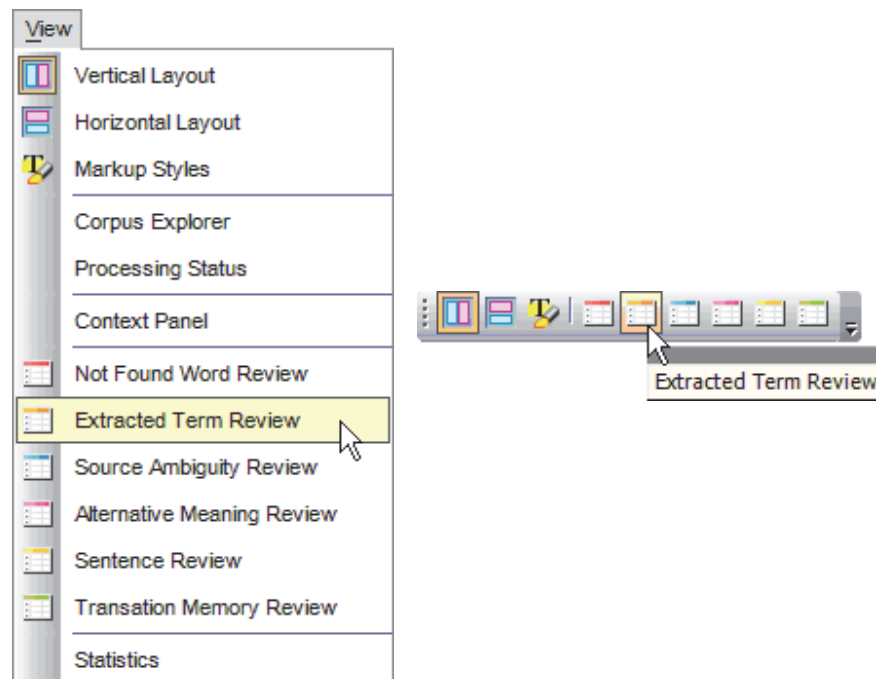 View
Vertical Layout
Horizontal Layout
Markup Styles
Corpus Explorer
Processing Status
Context Panel
Not Found Word Review
Extracted Term Review
Source Ambiguity Review
Alternative Meaning Review
Sentence Review
Transation Memory Review
Statistics
Extracted Term Review